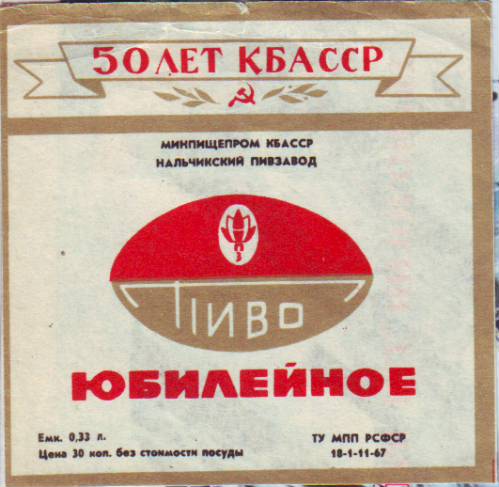 50 ЛЕТ КБАССР
МИНПИЩЕПРОМ КБАССР
НАЛЬЧИКСКИЙ ПИВЗАВОД
ПИВО
ЮБИЛЕЙНОЕ
Емк. 0,33 л.
Цена 30 коп. без стоимости посуды
ТУ МПП РСФСР
18-1-11-67